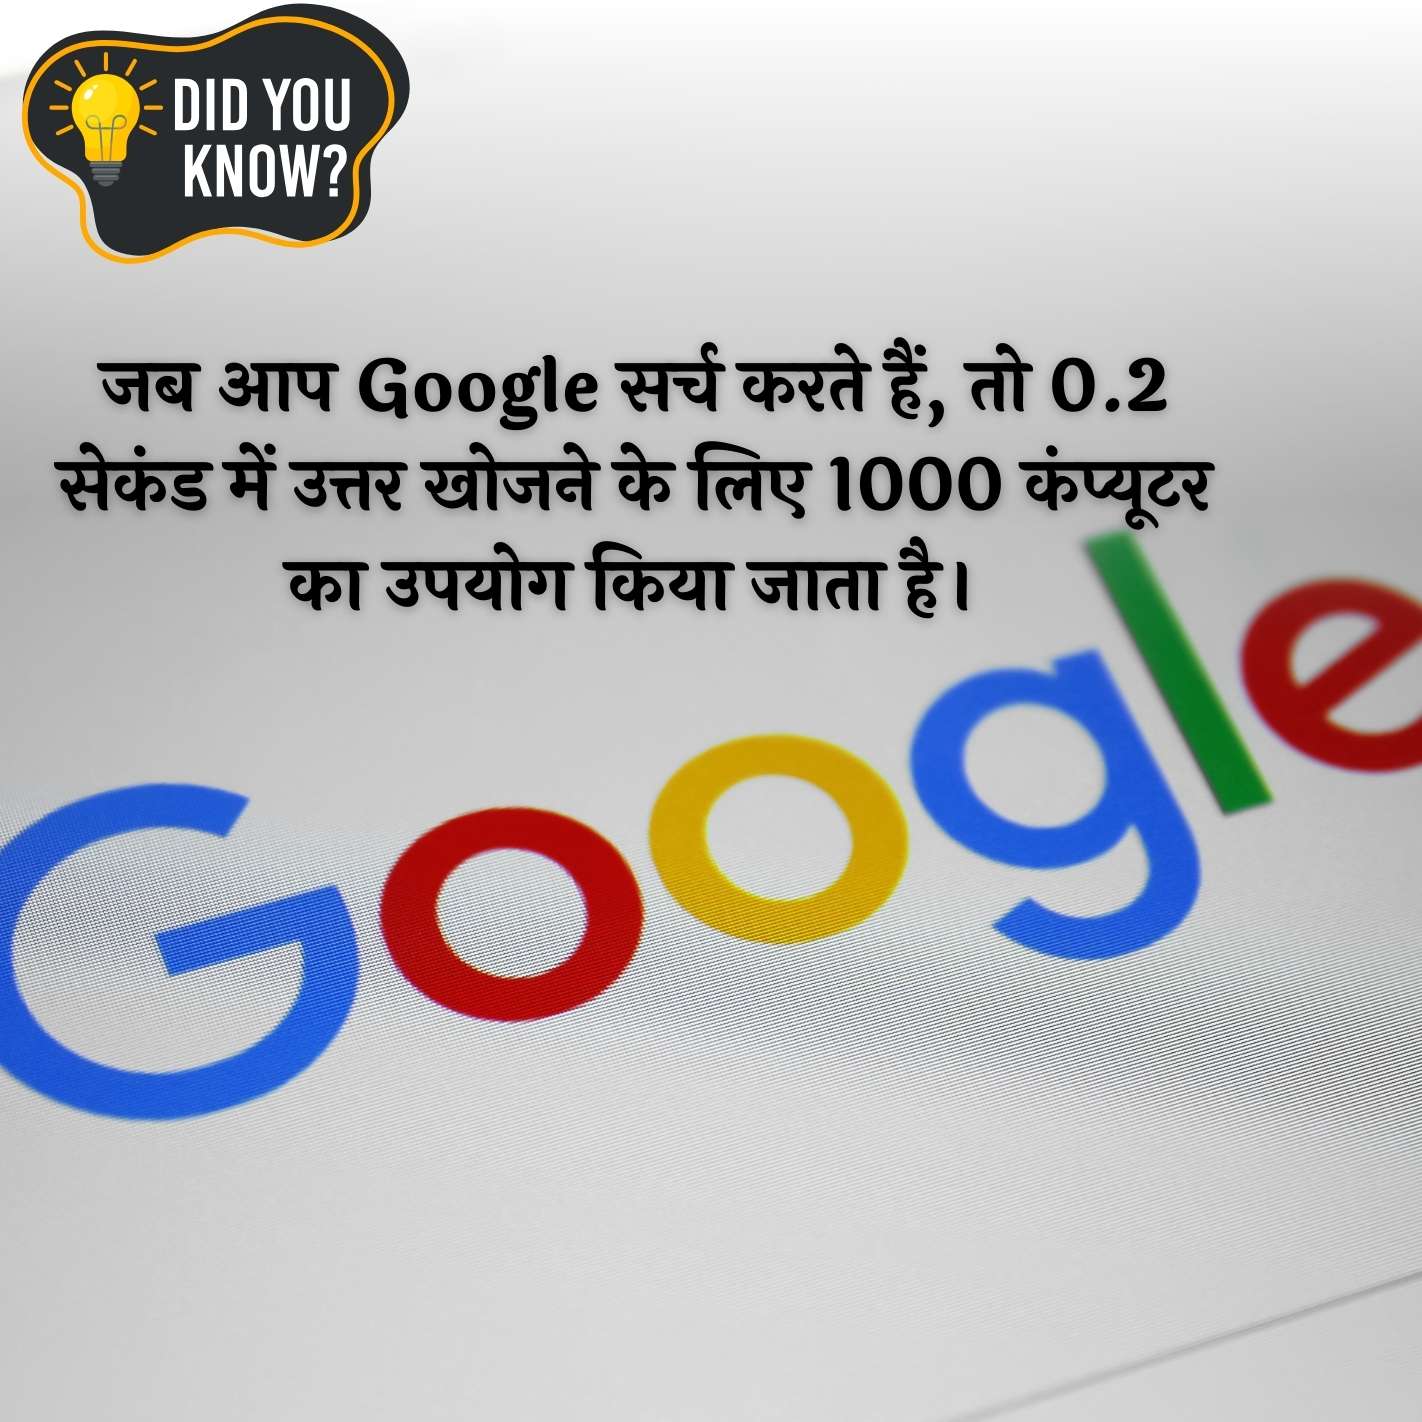 DID YOU
KNOW?
जब आप Google सर्च करते हैं, तो 0.2
सेकंड में उत्तर खोजने के लिए 1000 कंप्यूटर
का उपयोग किया जाता है।
Google